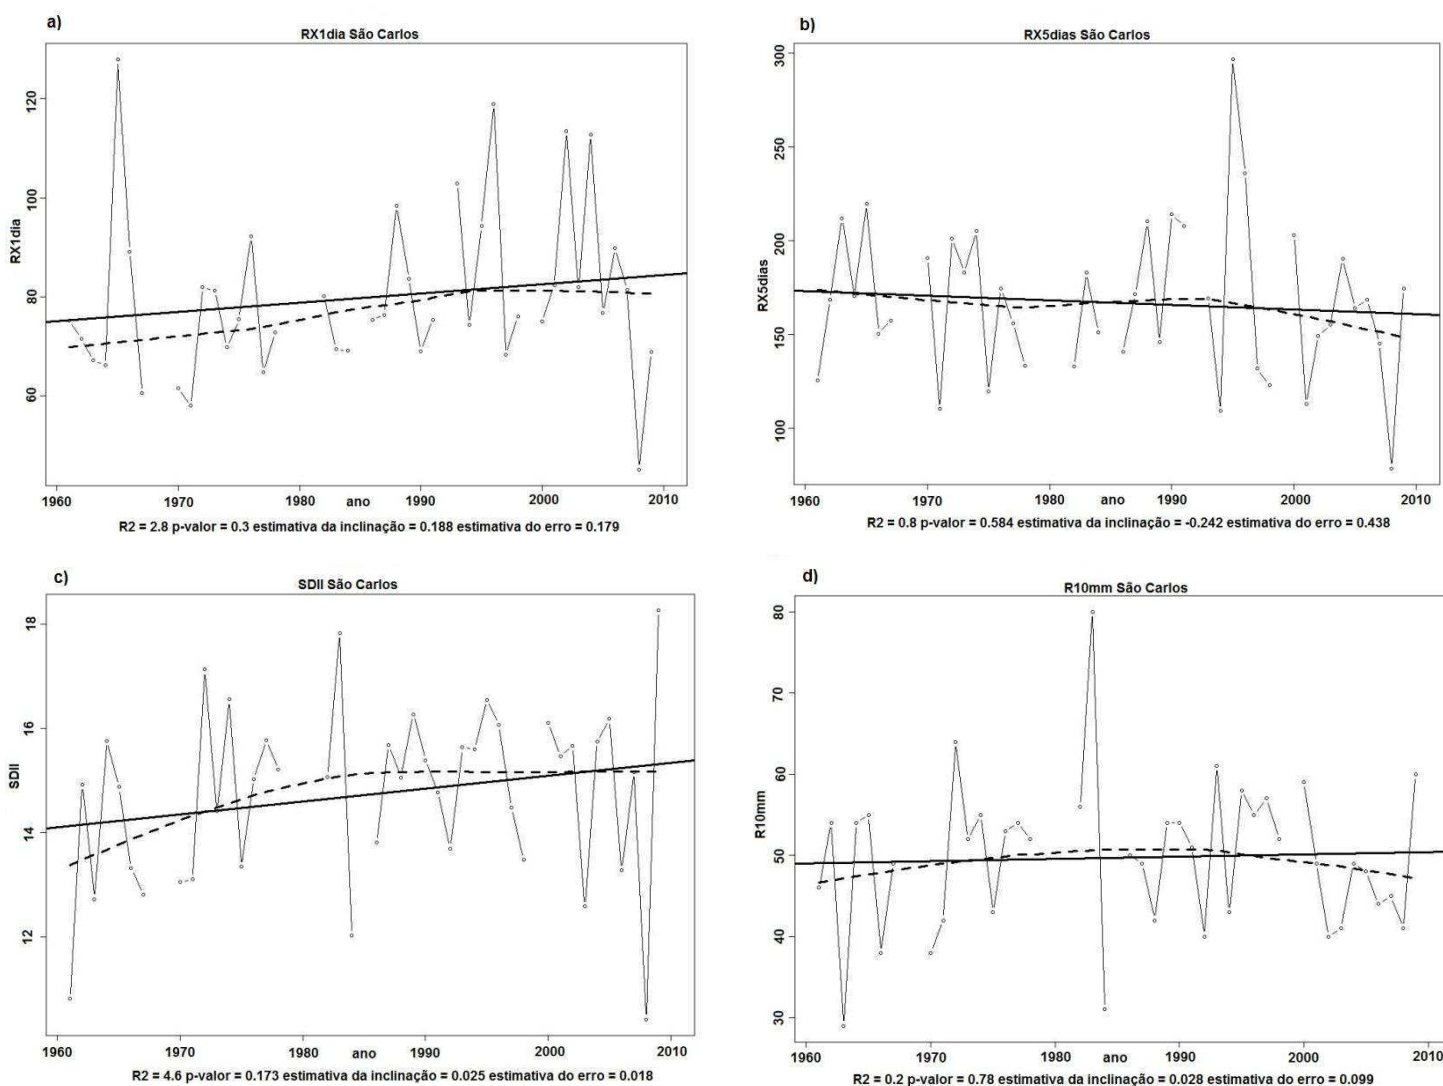 a)
RX1dia São Carlos
120
100
80
60
RX1dia
1960 1970 1980 ano 1990 2000 2010
R2 = 2.8 p-valor = 0.3 estimativa da inclinação = 0.188 estimativa do erro = 0.179
b)
RX5dias São Carlos
300
250
200
150
100
RX5dias
1960 1970 1980 ano 1990 2000 2010
R2 = 0.8 p-valor = 0.584 estimativa da inclinação = -0.242 estimativa do erro = 0.438
c)
SDII São Carlos
18
16
14
12
SDII
1960 1970 1980 ano 1990 2000 2010
R2 = 4.6 p-valor = 0.173 estimativa da inclinação = 0.025 estimativa do erro = 0.018
d)
R10mm São Carlos
80
70
60
50
40
30
R10mm
1960 1970 1980 ano 1990 2000 2010
R2 = 0.2 p-valor = 0.78 estimativa da inclinação = 0.028 estimativa do erro = 0.099